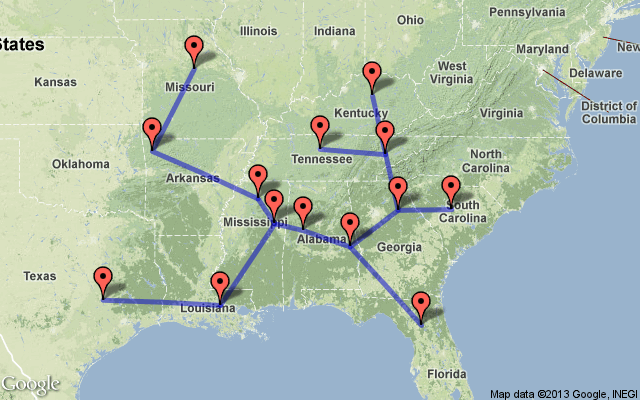 Pennsylvania
Ohio
Illinois
Indiana
States
Maryland
New
West
Virginia
Delaware
Kansas
Missouri
District of
Columbia
Kentucky
Virginia
Tennessee
North
Carolina
Oklahoma
Arkansas
South
Carolina
Mississippi
Alabama
Georgia
Texas
Louisiana
Florida
Google
Map data ©2013 Google, INEGI